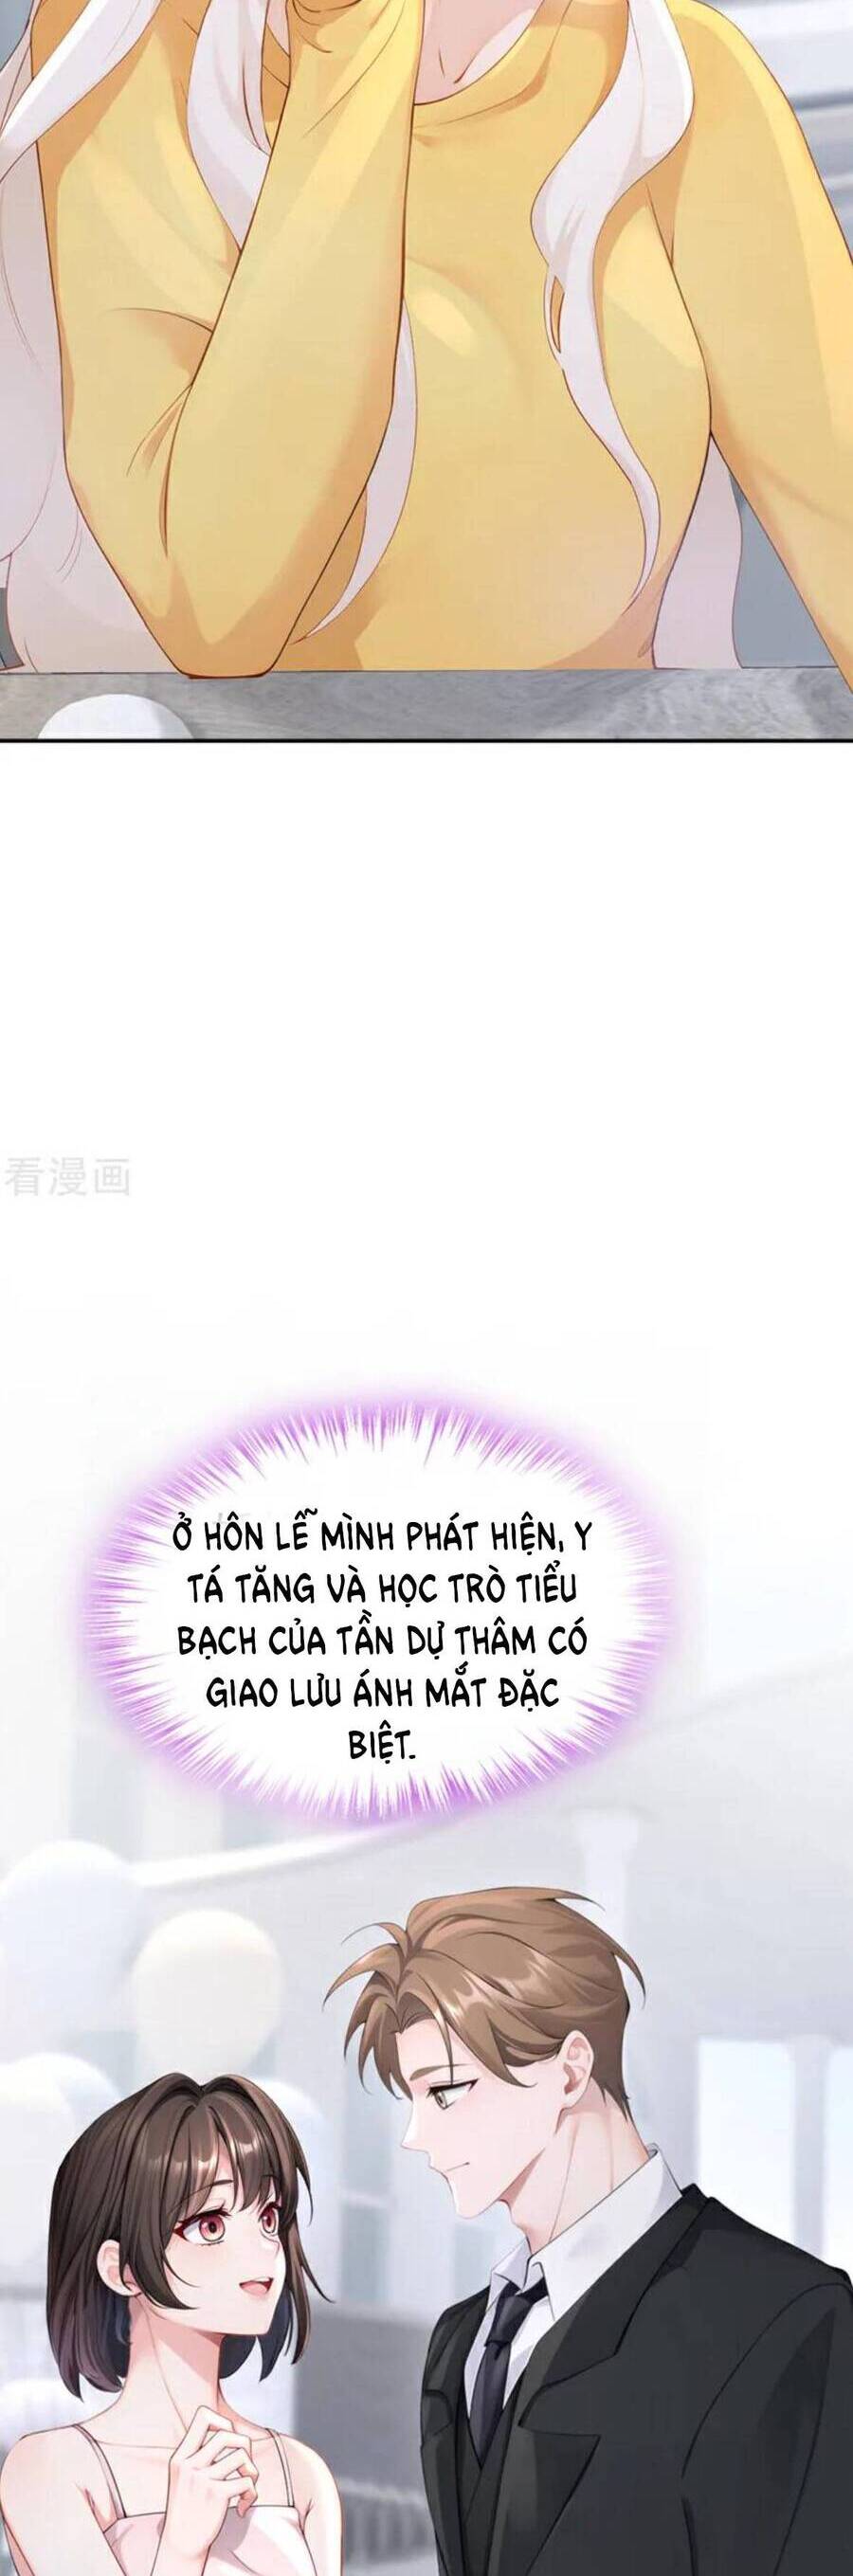 看漫画
Ở HÔN LỄ MÌNH PHÁT HIỆN, Y
TÁ TĂNG VÀ HỌC TRÒ TIỂU
BẠCH CỦA TẦN DỰ THÂM CÓ
GIAO LƯU ÁNH MẮT ĐẶC
BIỆT.